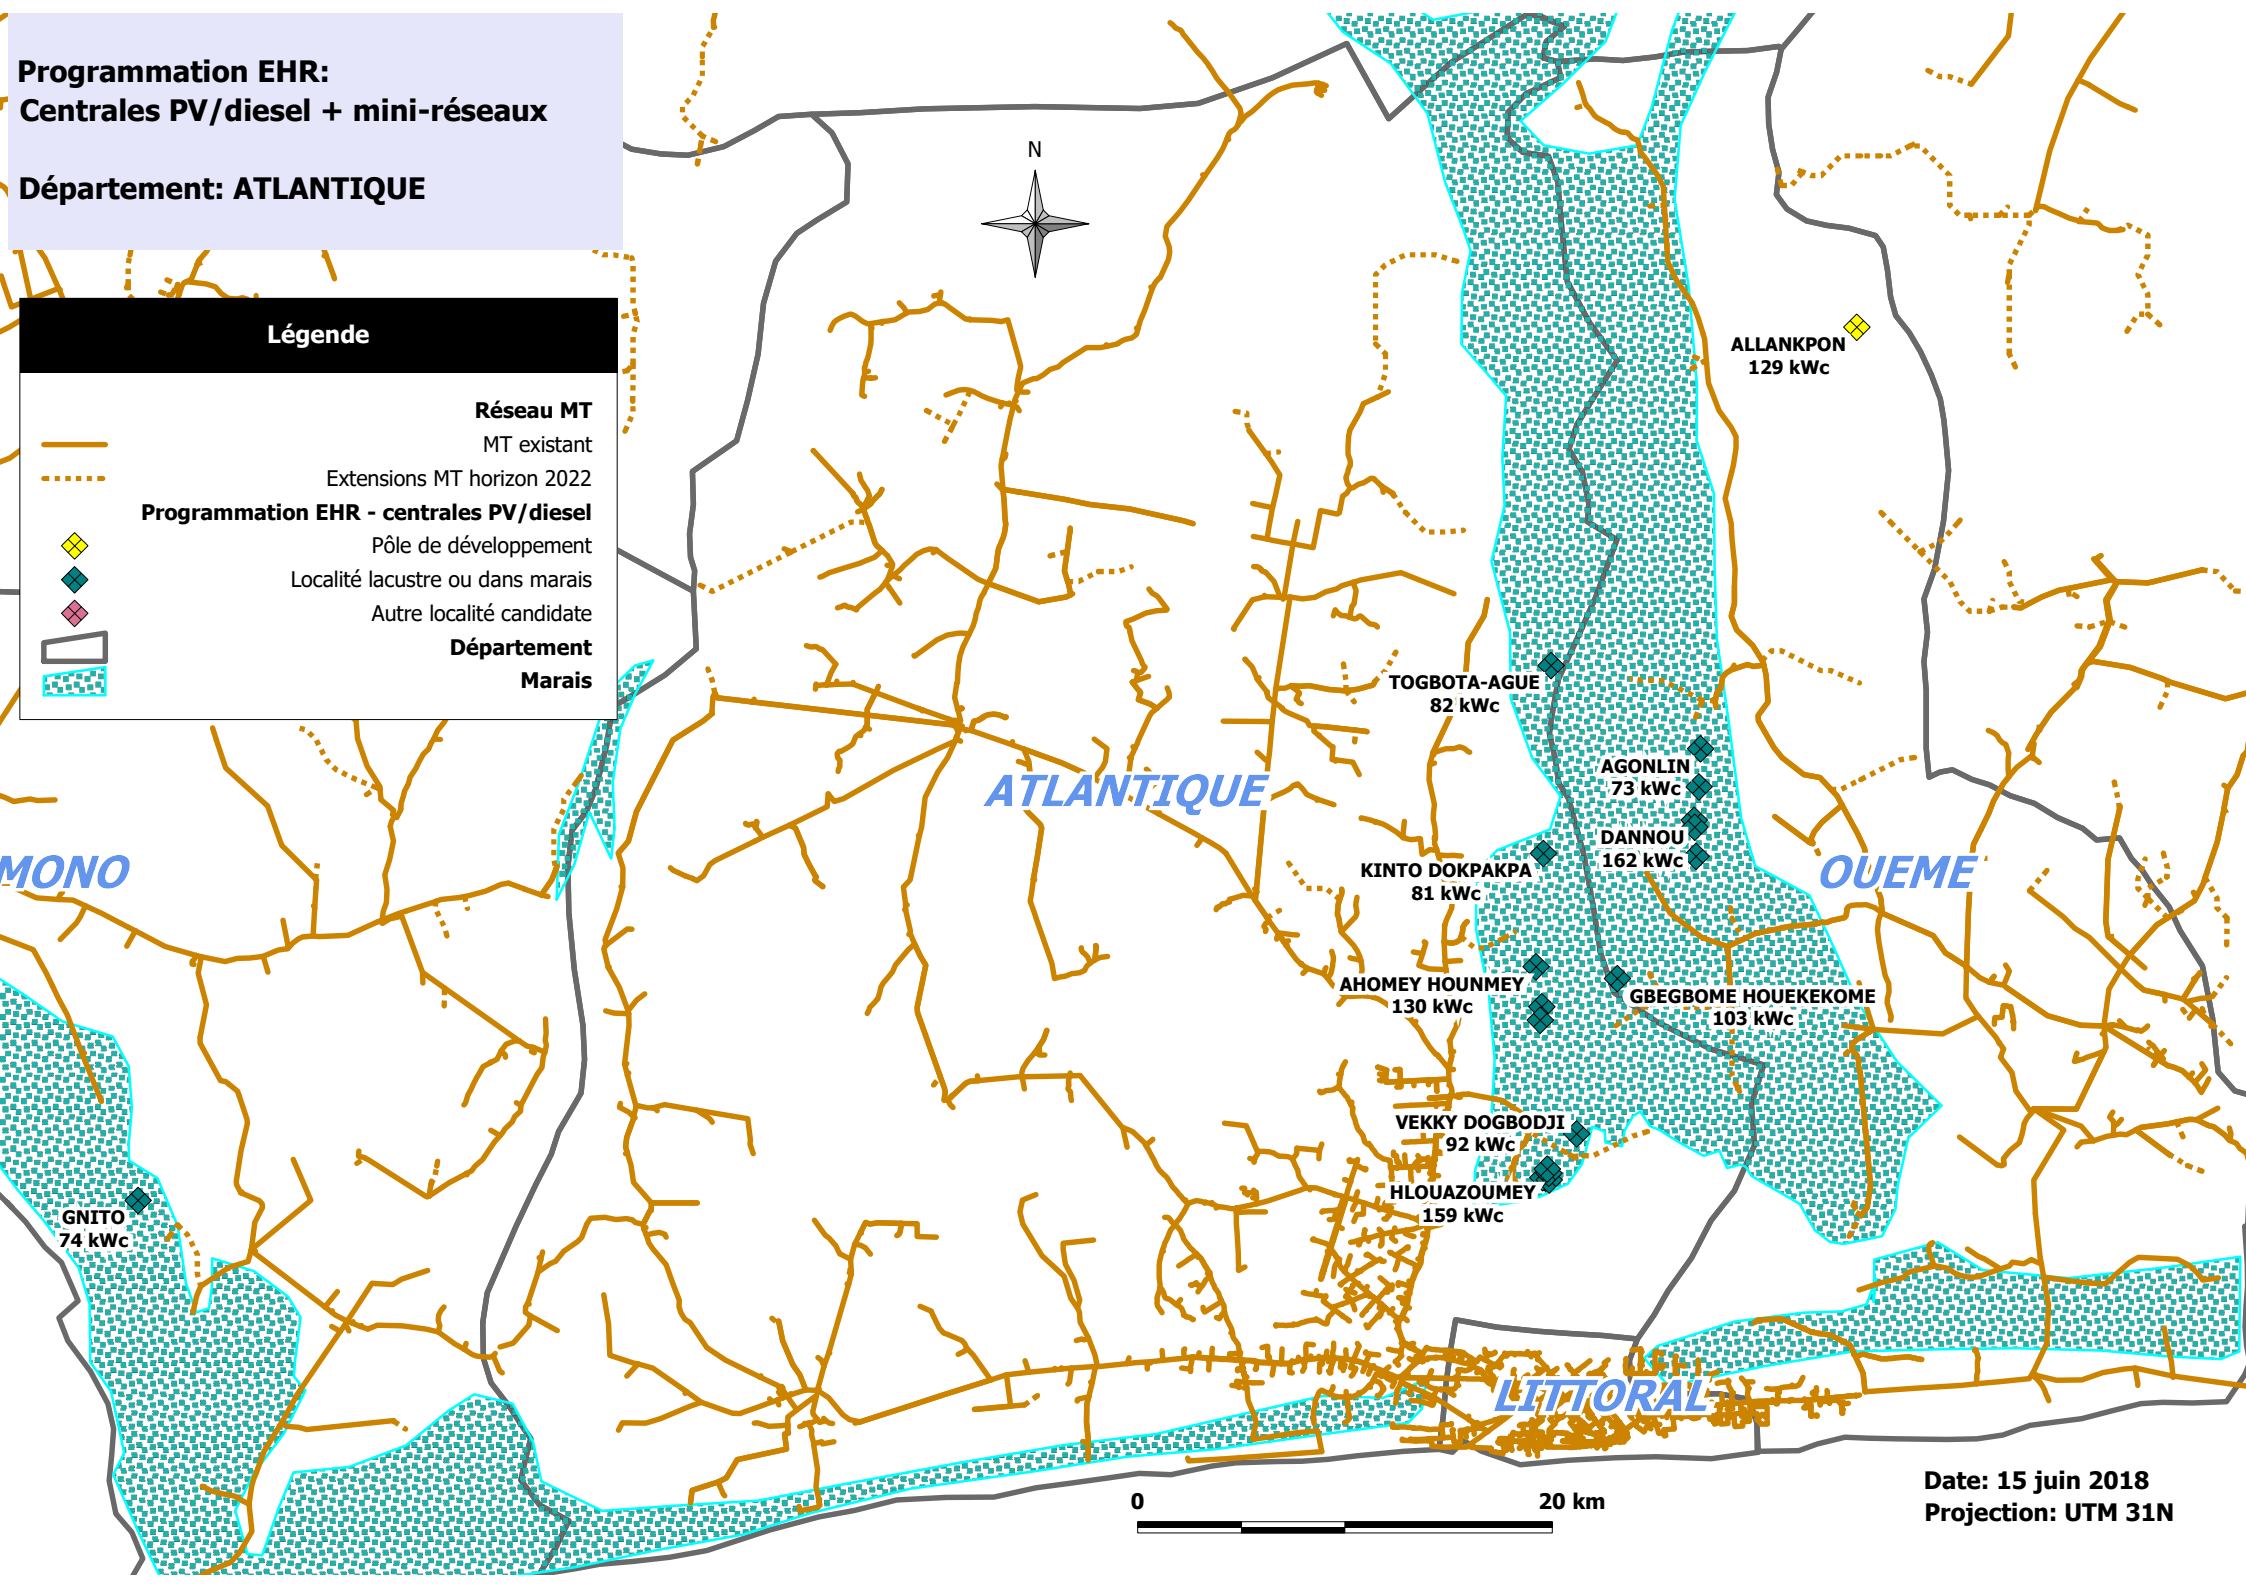 Programmation EHR:
Centrales PV/diesel + mini-réseaux
Département: ATLANTIQUE
N
Légende
Réseau MT
MT existant
Extensions MT horizon 2022
Programmation EHR - centrales PV/diesel
Pôle de développement
Localité lacustre ou dans marais
Autre localité candidate
Département
Marais
ALLANKPON
129 kWc
TOGBOTA-AGUE
82 kWc
AGONLIN
73 kWc
ATLANTIQUE
DANNOU
162 kWc
MONO
KINTO DOKPAKPA
81 kWc
OUEME
AHOMEY HOUNMEY
130 kWc
GBEGBOME HOUEKEKOME
103 kWc
VEKKY DOGBODJI
92 kWc
HLOUAZOUMEY
159 kWc
GNITO
74 kWc
LITTORAL
0 20 km
Date: 15 juin 2018
Projection: UTM 31N